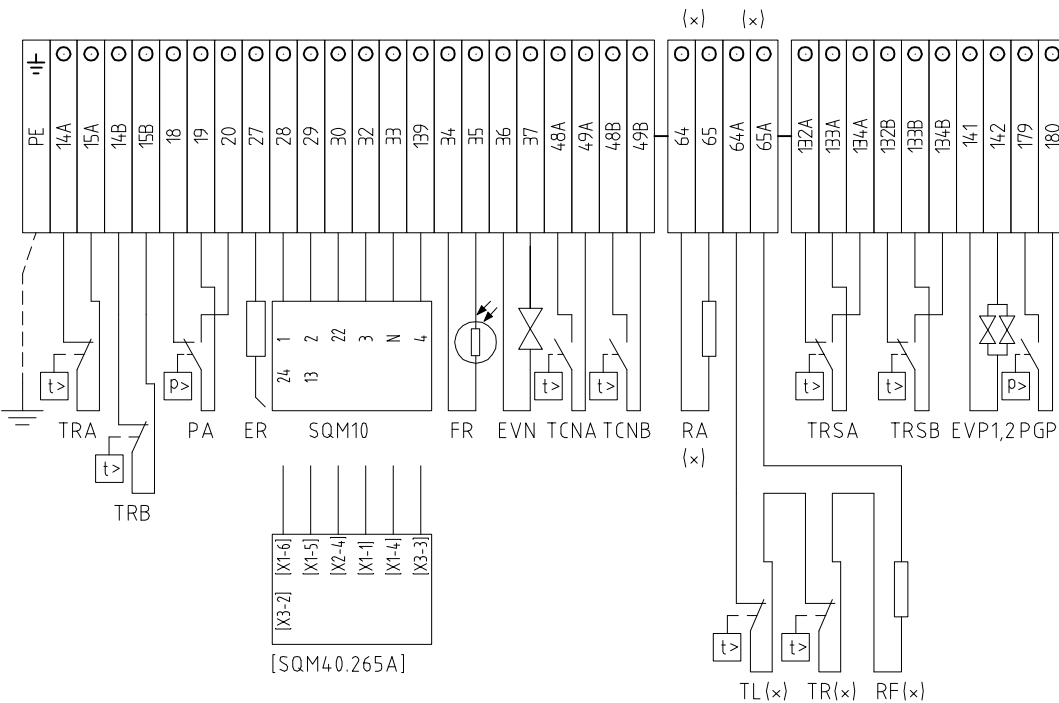 (×) (×)
PE 14A 15A 14B 15B 18 19 20 27 28 29 30 32 33 139 34 35 36 37 48A 49A 48B 49B 64 65 64A 65A 132A 133A 134A 132B 133B 134B 141 142 179 180
1 2 22 3 N 4
24 13
t> p> t> t> t> t> p>
TRA PA ER SQM10 FR EVN TCNA TCNB RA TRSA TRSB EVP1,2 PGP
(×)
t>
TRB
[X1-6] [X1-5] [X2-4] [X1-1] [X1-4] [X3-3]
[X3-2]
t> t>
[SQM40.265A]
TL(×) TR(×) RF(×)